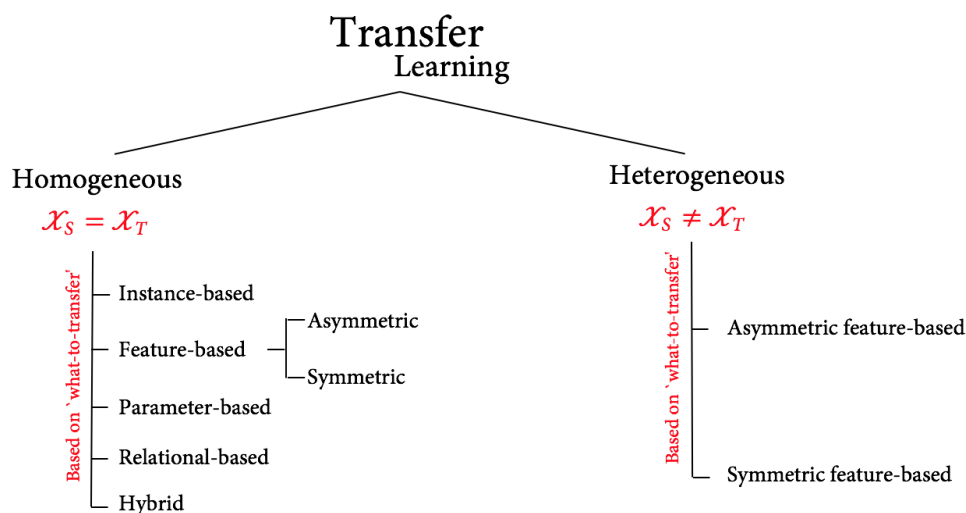 Transfer
Learning
Homogeneous
𝒳S = 𝒳T
Based on `what-to-transfer'
Instance-based
Feature-based
Asymmetric
Symmetric
Parameter-based
Relational-based
Hybrid
Heterogeneous
𝒳S ≠ 𝒳T
Based on `what-to-transfer'
Asymmetric feature-based
Symmetric feature-based